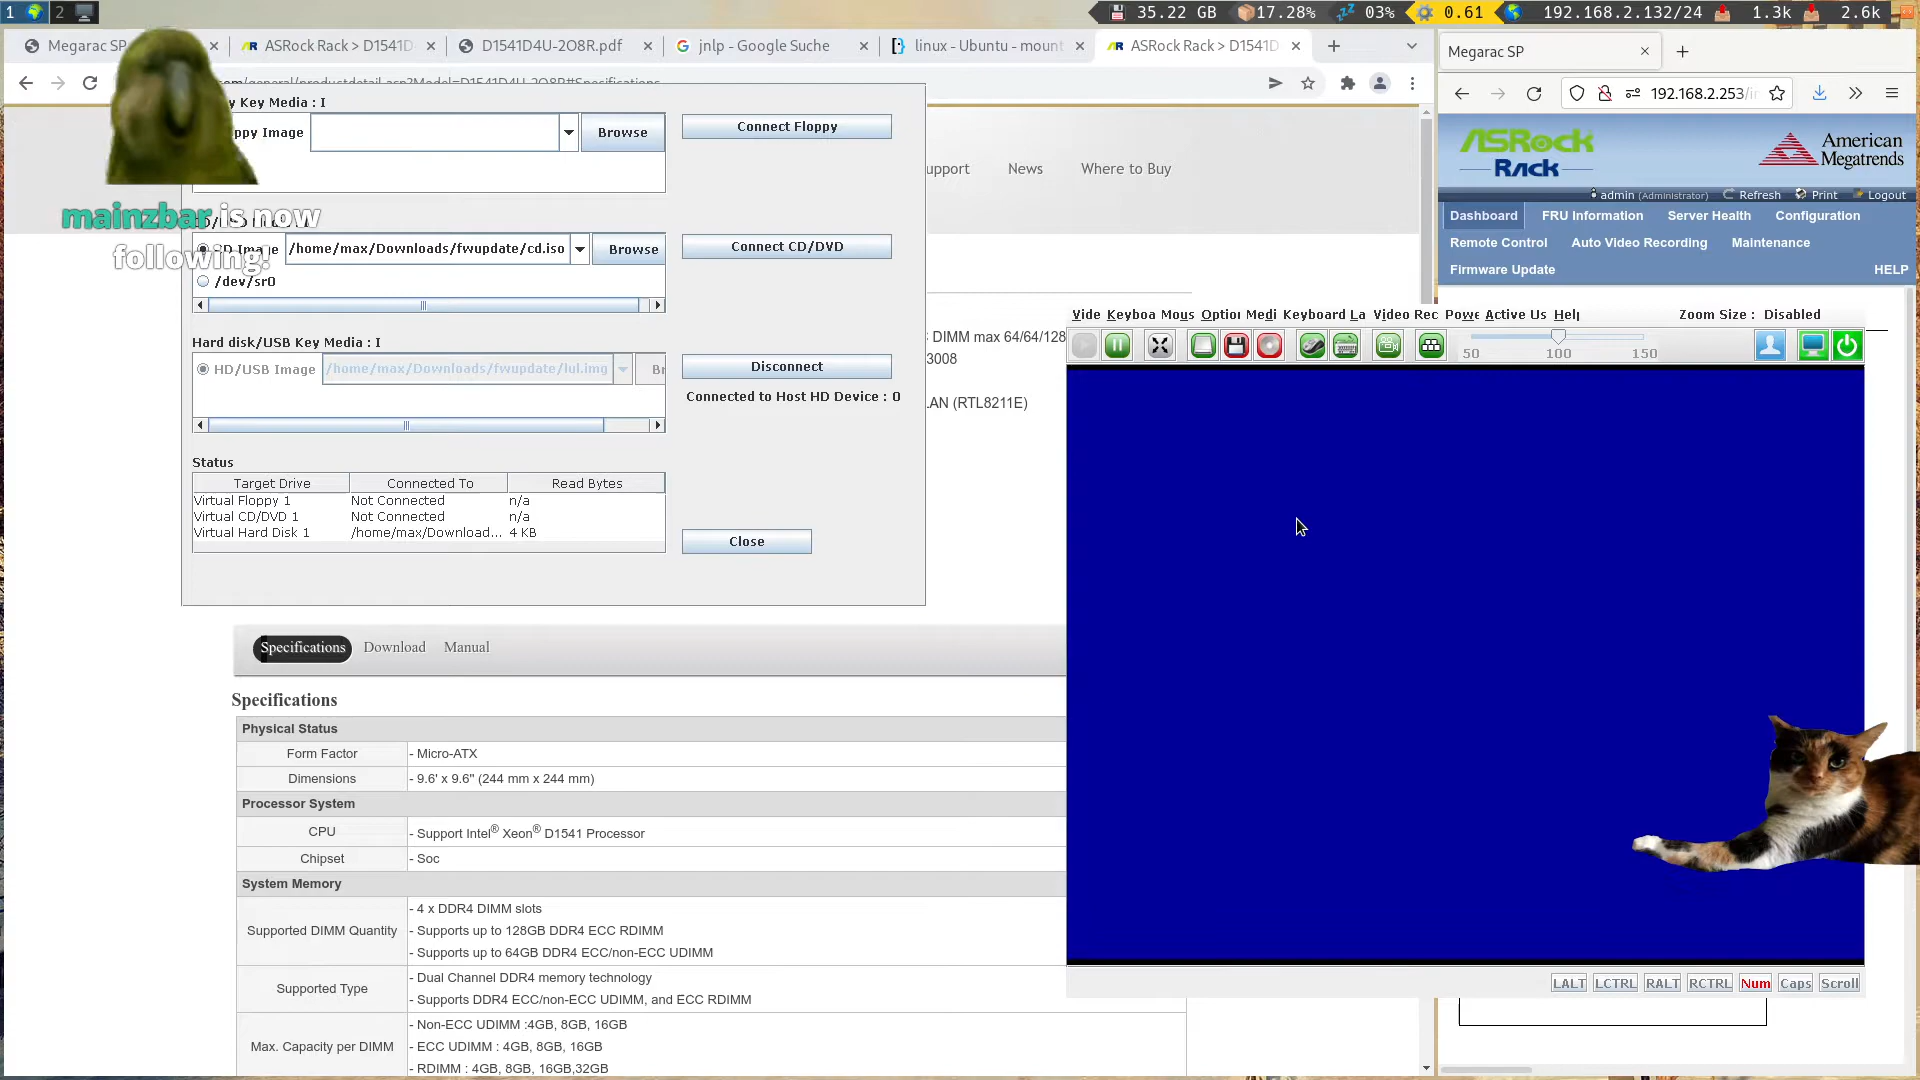 1
2
35.22 GB
17.28%
03%
0.61
192.168.2.132/24
1.3k
2.6k
Megarac SP
ASRock Rack > D1541D
D1541D4U-2O8R.pdf
jnlp - Google Suche
linux - Ubuntu - mount
ASRock Rack > D1541D
Megarac SP
192.168.2.253/i
y Key Media : I
ppy Image
Browse
Connect Floppy
mainzbar is now
following!
CD Image
/home/max/Downloads/fwupdate/cd.iso
Browse
Connect CD/DVD
/dev/sr0
Hard disk/USB Key Media : I
HD/USB Image
/home/max/Downloads/fwupdate/lul.img
Br
Disconnect
Connected to Host HD Device : 0
Status
Target Drive
Connected To
Read Bytes
Virtual Floppy 1
Not Connected
n/a
Virtual CD/DVD 1
Not Connected
n/a
Virtual Hard Disk 1
/home/max/Download...
4 KB
Close
upport
News
Where to Buy
DIMM max 64/64/128
3008
AN (RTL8211E)
Specifications
Download
Manual
Specifications
Physical Status
Form Factor
- Micro-ATX
Dimensions
- 9.6' x 9.6" (244 mm x 244 mm)
Processor System
CPU
- Support Intel® Xeon® D1541 Processor
Chipset
- Soc
System Memory
Supported DIMM Quantity
- 4 x DDR4 DIMM slots
- Supports up to 128GB DDR4 ECC RDIMM
- Supports up to 64GB DDR4 ECC/non-ECC UDIMM
Supported Type
- Dual Channel DDR4 memory technology
- Supports DDR4 ECC/non-ECC UDIMM, and ECC RDIMM
Max. Capacity per DIMM
- Non-ECC UDIMM :4GB, 8GB, 16GB
- ECC UDIMM : 4GB, 8GB, 16GB
- RDIMM : 4GB, 8GB, 16GB,32GB
ASRock
RACK
American
Megatrends
admin (Administrator)
Refresh
Print
Logout
Dashboard
FRU Information
Server Health
Configuration
Remote Control
Auto Video Recording
Maintenance
Firmware Update
HELP
Vide
Keyboa
Mous
Option
Medi
Keyboard La
Video Rec
Powe
Active Us
Help
Zoom Size : Disabled
50
100
150
LALT
LCTRL
RALT
RCTRL
Num
Caps
Scroll